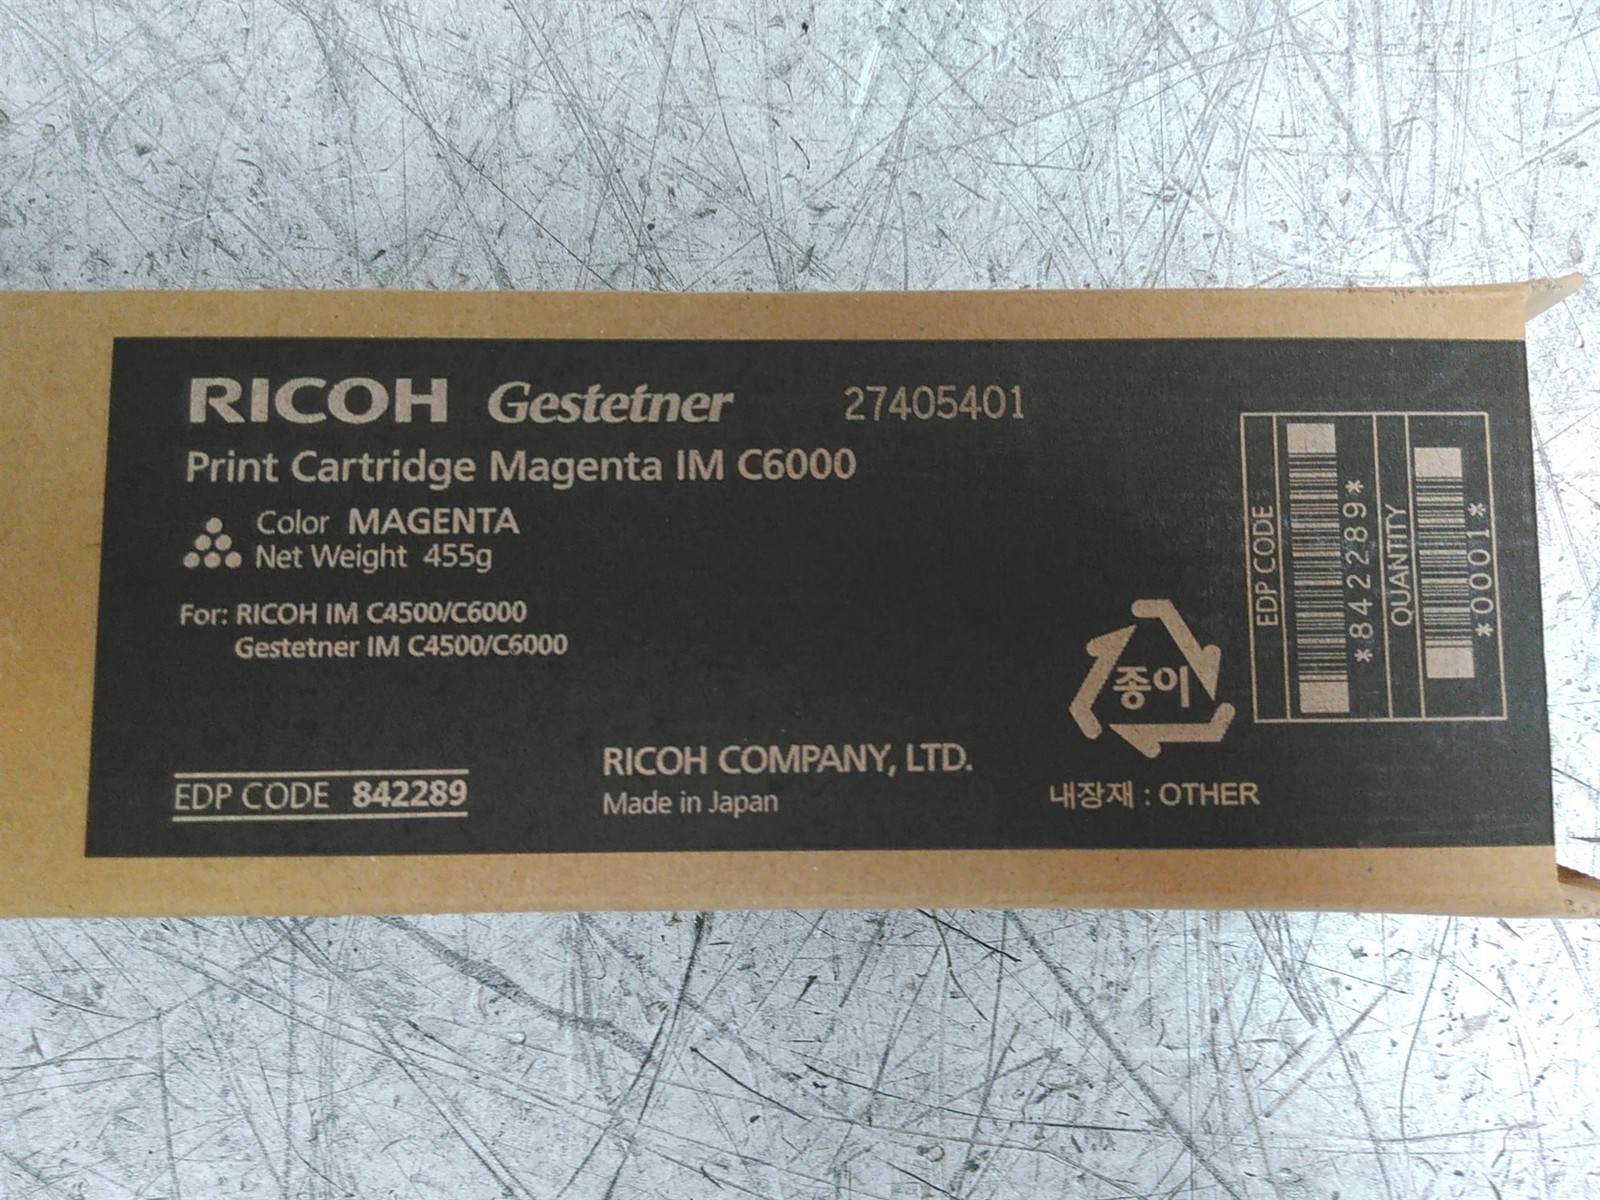 RICOH Gestetner 27405401
Print Cartridge Magenta IM C6000
Color MAGENTA
Net Weight 455g
For: RICOH IM C4500/C6000
Gestetner IM C4500/C6000
EDP CODE 842289
RICOH COMPANY, LTD.
Made in Japan
종이
내장재 : OTHER
EDP CODE
*842289*
QUANTITY
*0001*